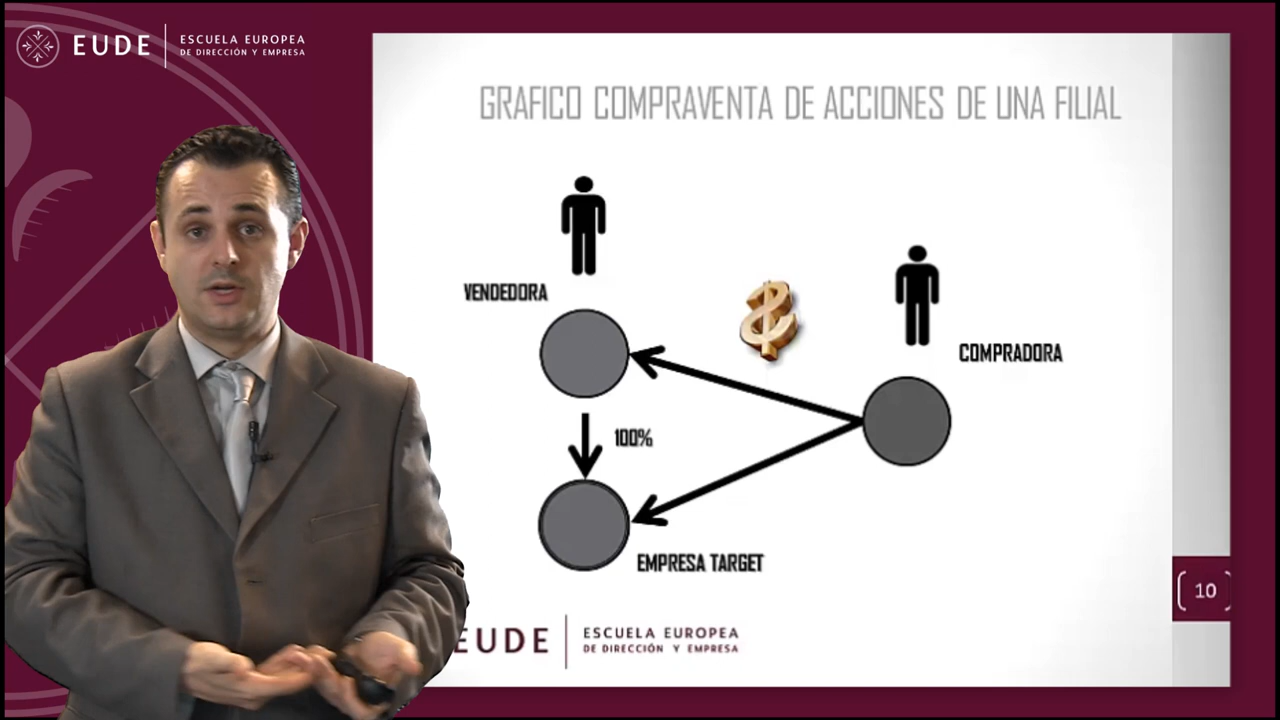 EUDE
ESCUELA EUROPEA
DE DIRECCIÓN Y EMPRESA
GRAFICO COMPRAVENTA DE ACCIONES DE UNA FILIAL
VENDEDORA
COMPRADORA
100%
EMPRESA TARGET
10
EUDE
ESCUELA EUROPEA
DE DIRECCIÓN Y EMPRESA